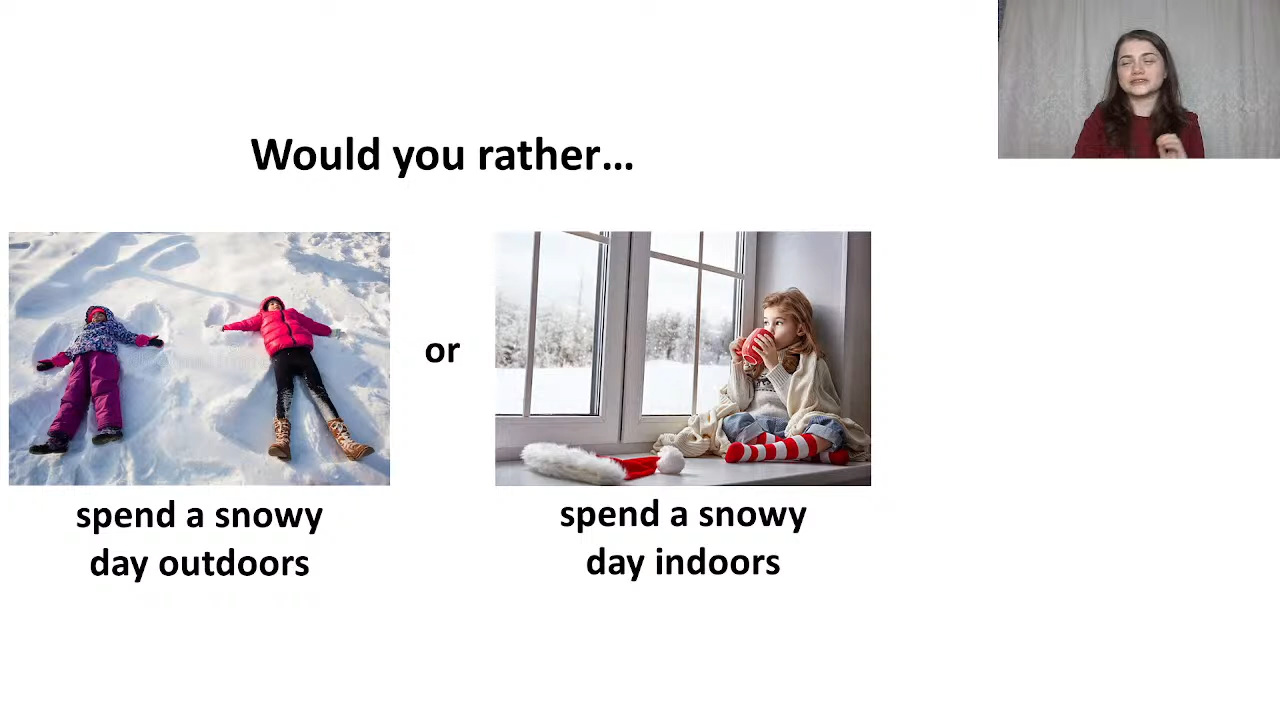 Would you rather…
or
spend a snowy
day outdoors
spend a snowy
day indoors